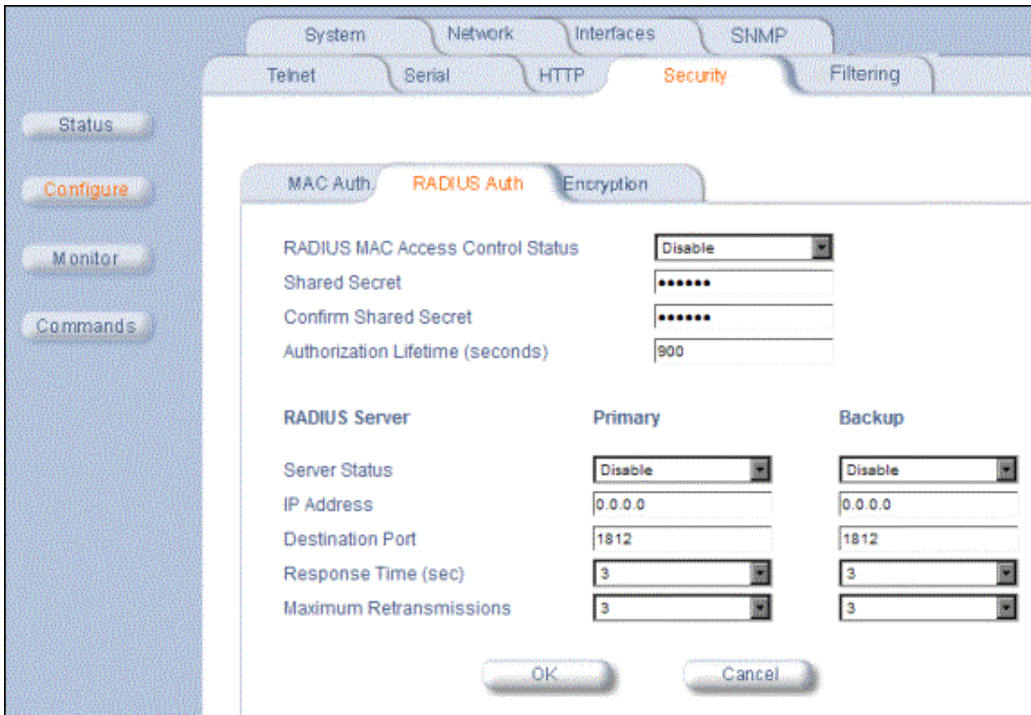 System Network Interfaces SNMP
Telnet Serial HTTP Security Filtering
Status
Configure
Monitor
Commands
MAC Auth. RADIUS Auth Encryption
RADIUS MAC Access Control Status Disable
Shared Secret ••••••
Confirm Shared Secret ••••••
Authorization Lifetime (seconds) 900
RADIUS Server Primary Backup
Server Status Disable Disable
IP Address 0.0.0.0 0.0.0.0
Destination Port 1812 1812
Response Time (sec) 3 3
Maximum Retransmissions 3 3
OK Cancel